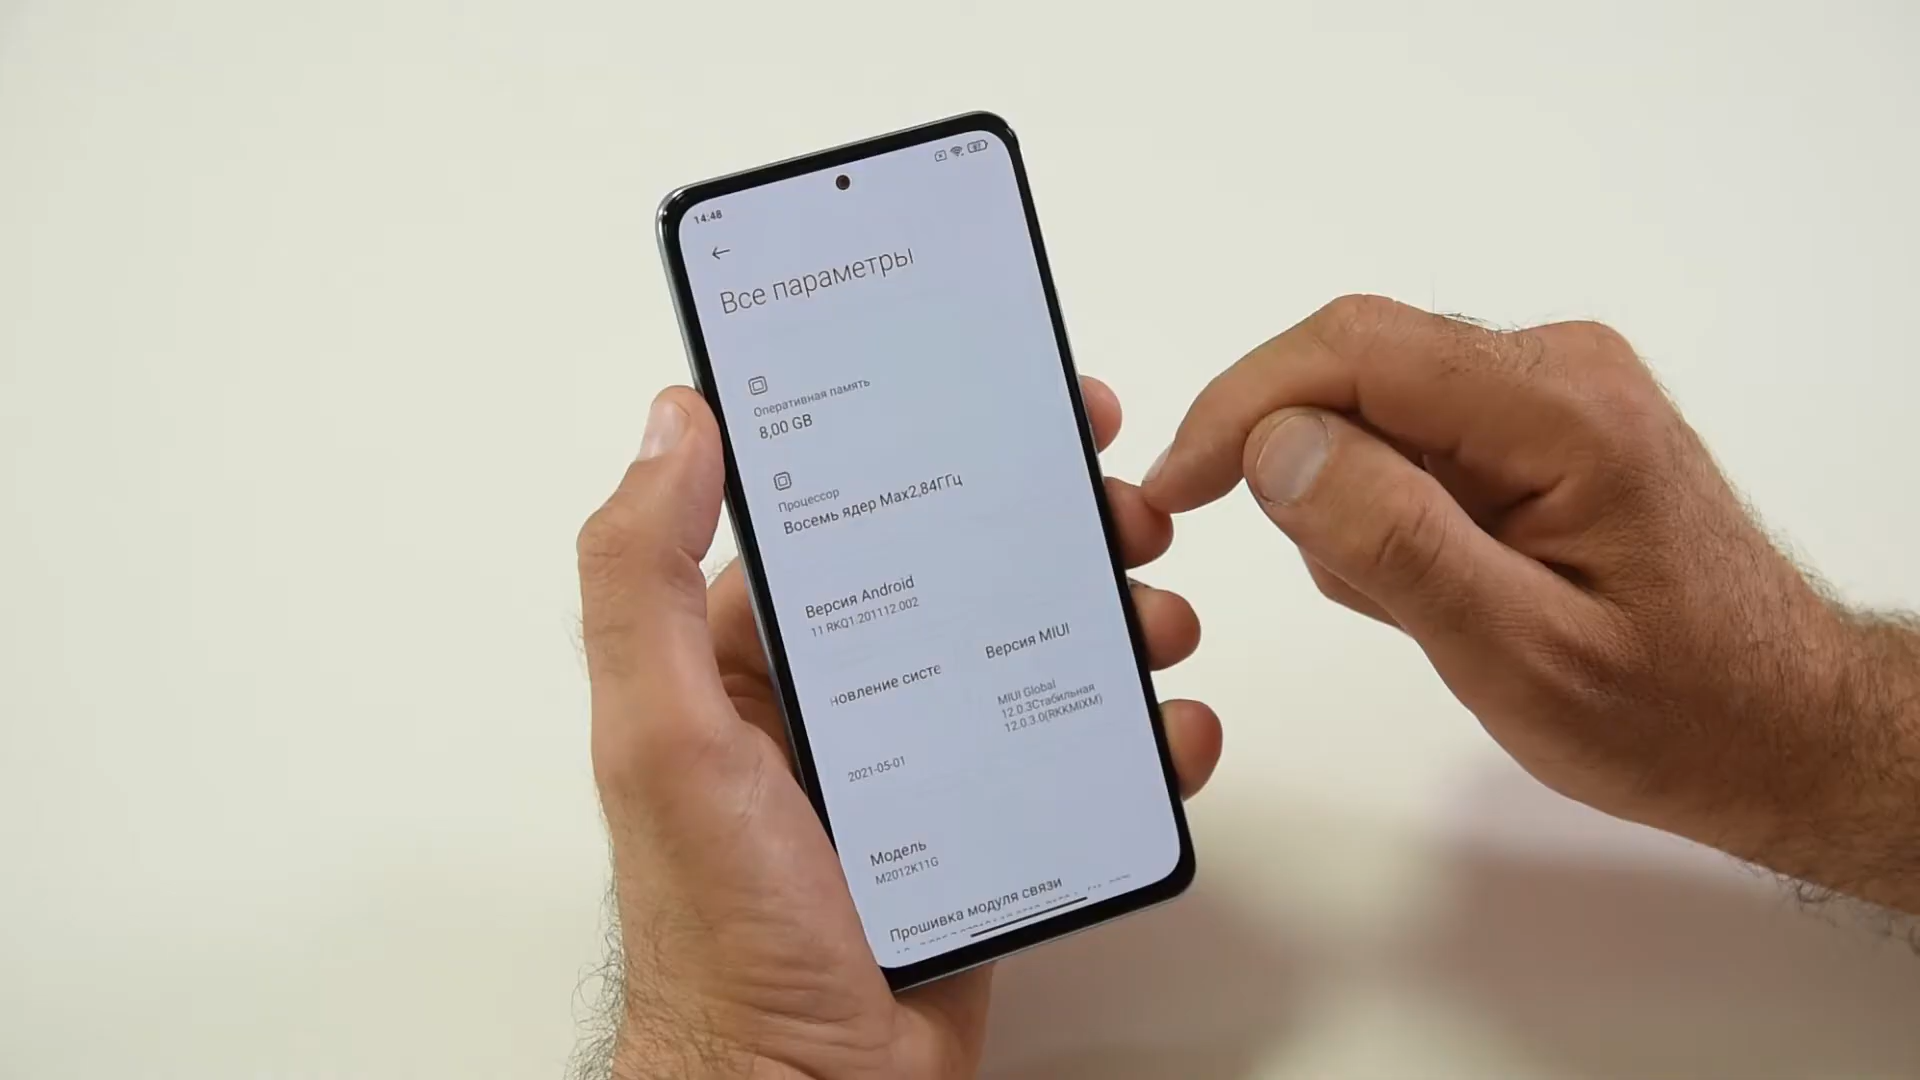 14:48
87
Все параметры
Оперативная память
8,00 GB
Процессор
Восемь ядер Max2,84ГГц
Версия Android
11 RKQ1.201112.002
новление систе
2021-05-01
Версия MIUI
MIUI Global
12.0.3Стабильная
12.0.3.0(RKKMIXM)
Модель
M2012K11G
Прошивка модуля связи